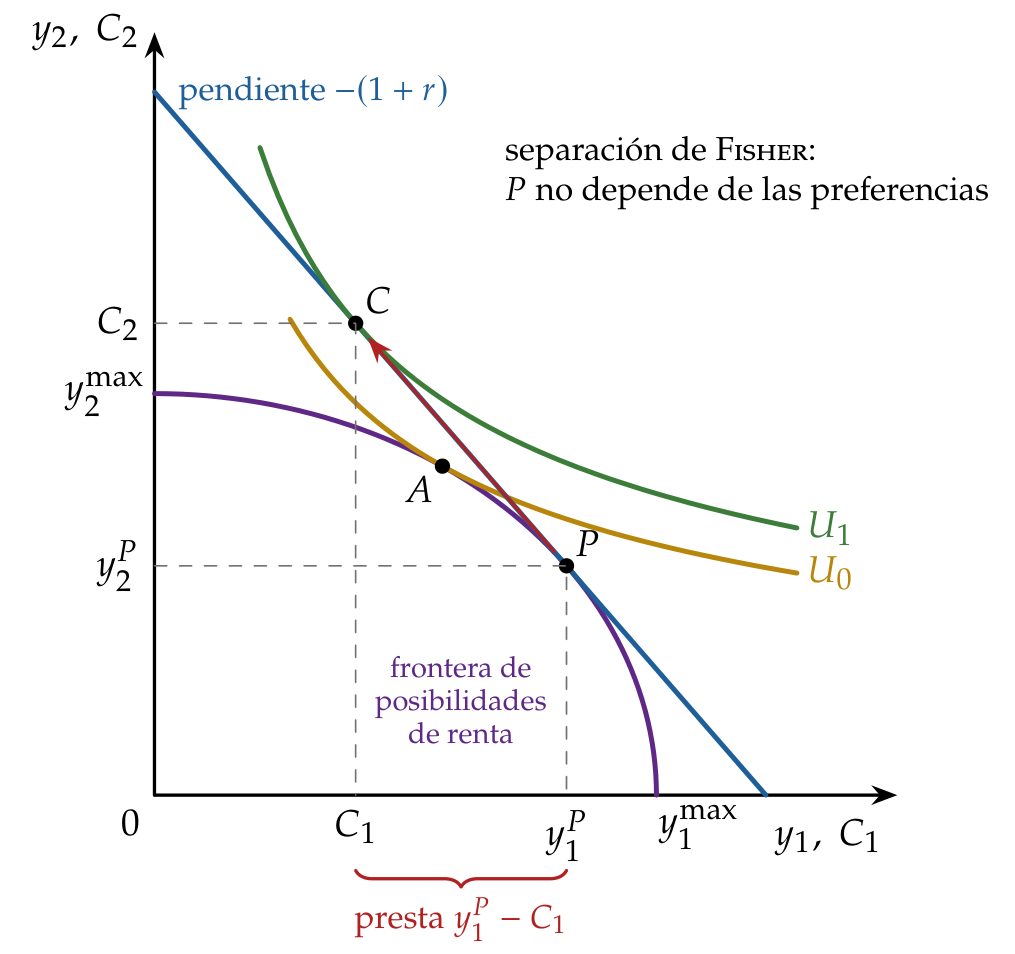 y₂, C₂
pendiente −(1 + r)
separación de Fisher:
P no depende de las preferencias
C
C₂
y₂^max
A
P
U₁
U₀
y₂^P
frontera de
posibilidades
de renta
0
C₁
y₁^P
y₁^max
y₁, C₁
presta y₁^P − C₁